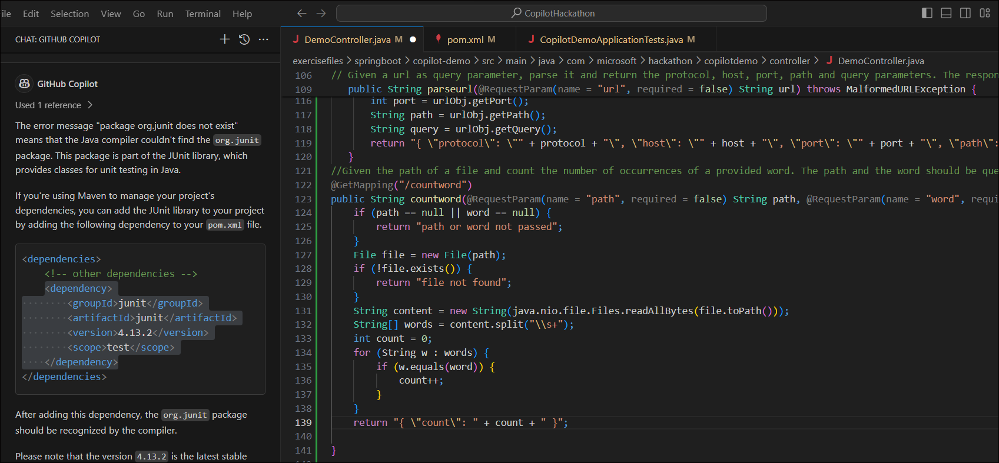 ile Edit Selection View Go Run Terminal Help
CopilotHackathon
CHAT: GITHUB COPILOT
GitHub Copilot
Used 1 reference
The error message "package org.junit does not exist"
means that the Java compiler couldn't find the org.junit
package. This package is part of the JUnit library, which
provides classes for unit testing in Java.
If you're using Maven to manage your project's
dependencies, you can add the JUnit library to your project
by adding the following dependency to your pom.xml file.
<dependencies>
<!-- other dependencies -->
<dependency>
<groupId>junit</groupId>
<artifactId>junit</artifactId>
<version>4.13.2</version>
<scope>test</scope>
</dependency>
</dependencies>
After adding this dependency, the org.junit package
should be recognized by the compiler.
Please note that the version 4.13.2 is the latest stable
J DemoController.java M
pom.xml M
J CopilotDemoApplicationTests.java M
exercisefiles > springboot > copilot-demo > src > main > java > com > microsoft > hackathon > copilotdemo > controller > J DemoController.java
106 // Given a url as query parameter, parse it and return the protocol, host, port, path and query parameters. The respon
109 public String parseurl(@RequestParam(name = "url", required = false) String url) throws MalformedURLException {
116 int port = urlObj.getPort();
117 String path = urlObj.getPath();
118 String query = urlObj.getQuery();
119 return "{ \"protocol\": \"" + protocol + "\", \"host\": \"" + host + "\", \"port\": \"" + port + "\", \"path\":
120 }
121 //Given the path of a file and count the number of occurrences of a provided word. The path and the word should be que
122 @GetMapping("/countword")
123 public String countword(@RequestParam(name = "path", required = false) String path, @RequestParam(name = "word", requi
124 if (path == null || word == null) {
125 return "path or word not passed";
126 }
127 File file = new File(path);
128 if (!file.exists()) {
129 return "file not found";
130 }
131 String content = new String(java.nio.file.Files.readAllBytes(file.toPath()));
132 String[] words = content.split("\\s+");
133 int count = 0;
134 for (String w : words) {
135 if (w.equals(word)) {
136 count++;
137 }
138 }
139 return "{ \"count\": " + count + " }";
140
141 }